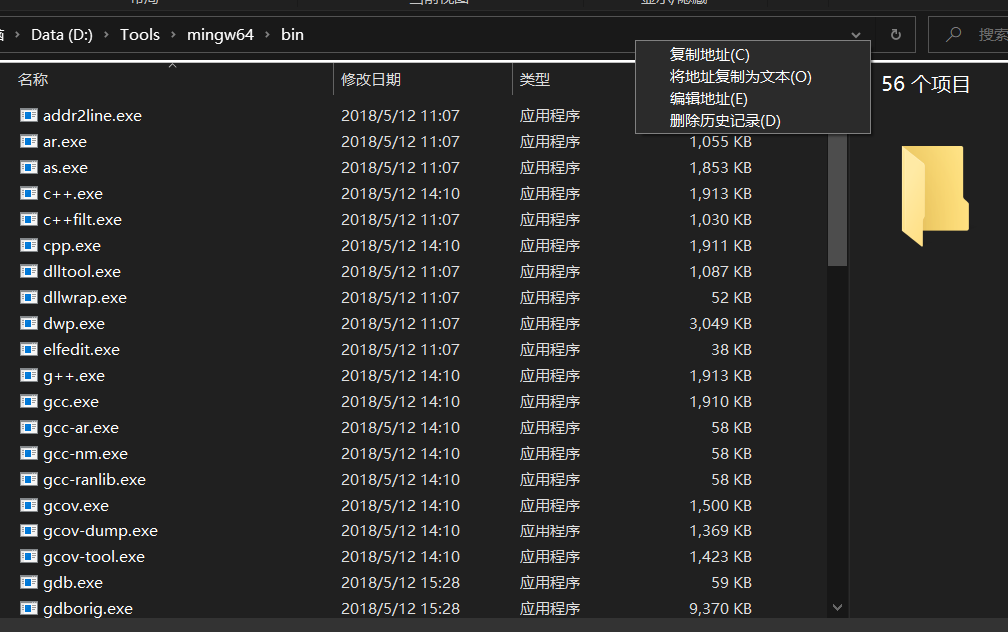 Data (D:) › Tools › mingw64 › bin
搜索
复制地址(C)
将地址复制为文本(O)
编辑地址(E)
删除历史记录(D)
56 个项目
名称 修改日期 类型
addr2line.exe 2018/5/12 11:07 应用程序
ar.exe 2018/5/12 11:07 应用程序 1,055 KB
as.exe 2018/5/12 11:07 应用程序 1,853 KB
c++.exe 2018/5/12 14:10 应用程序 1,913 KB
c++filt.exe 2018/5/12 11:07 应用程序 1,030 KB
cpp.exe 2018/5/12 14:10 应用程序 1,911 KB
dlltool.exe 2018/5/12 11:07 应用程序 1,087 KB
dllwrap.exe 2018/5/12 11:07 应用程序 52 KB
dwp.exe 2018/5/12 11:07 应用程序 3,049 KB
elfedit.exe 2018/5/12 11:07 应用程序 38 KB
g++.exe 2018/5/12 14:10 应用程序 1,913 KB
gcc.exe 2018/5/12 14:10 应用程序 1,910 KB
gcc-ar.exe 2018/5/12 14:10 应用程序 58 KB
gcc-nm.exe 2018/5/12 14:10 应用程序 58 KB
gcc-ranlib.exe 2018/5/12 14:10 应用程序 58 KB
gcov.exe 2018/5/12 14:10 应用程序 1,500 KB
gcov-dump.exe 2018/5/12 14:10 应用程序 1,369 KB
gcov-tool.exe 2018/5/12 14:10 应用程序 1,423 KB
gdb.exe 2018/5/12 15:28 应用程序 59 KB
gdborig.exe 2018/5/12 15:28 应用程序 9,370 KB